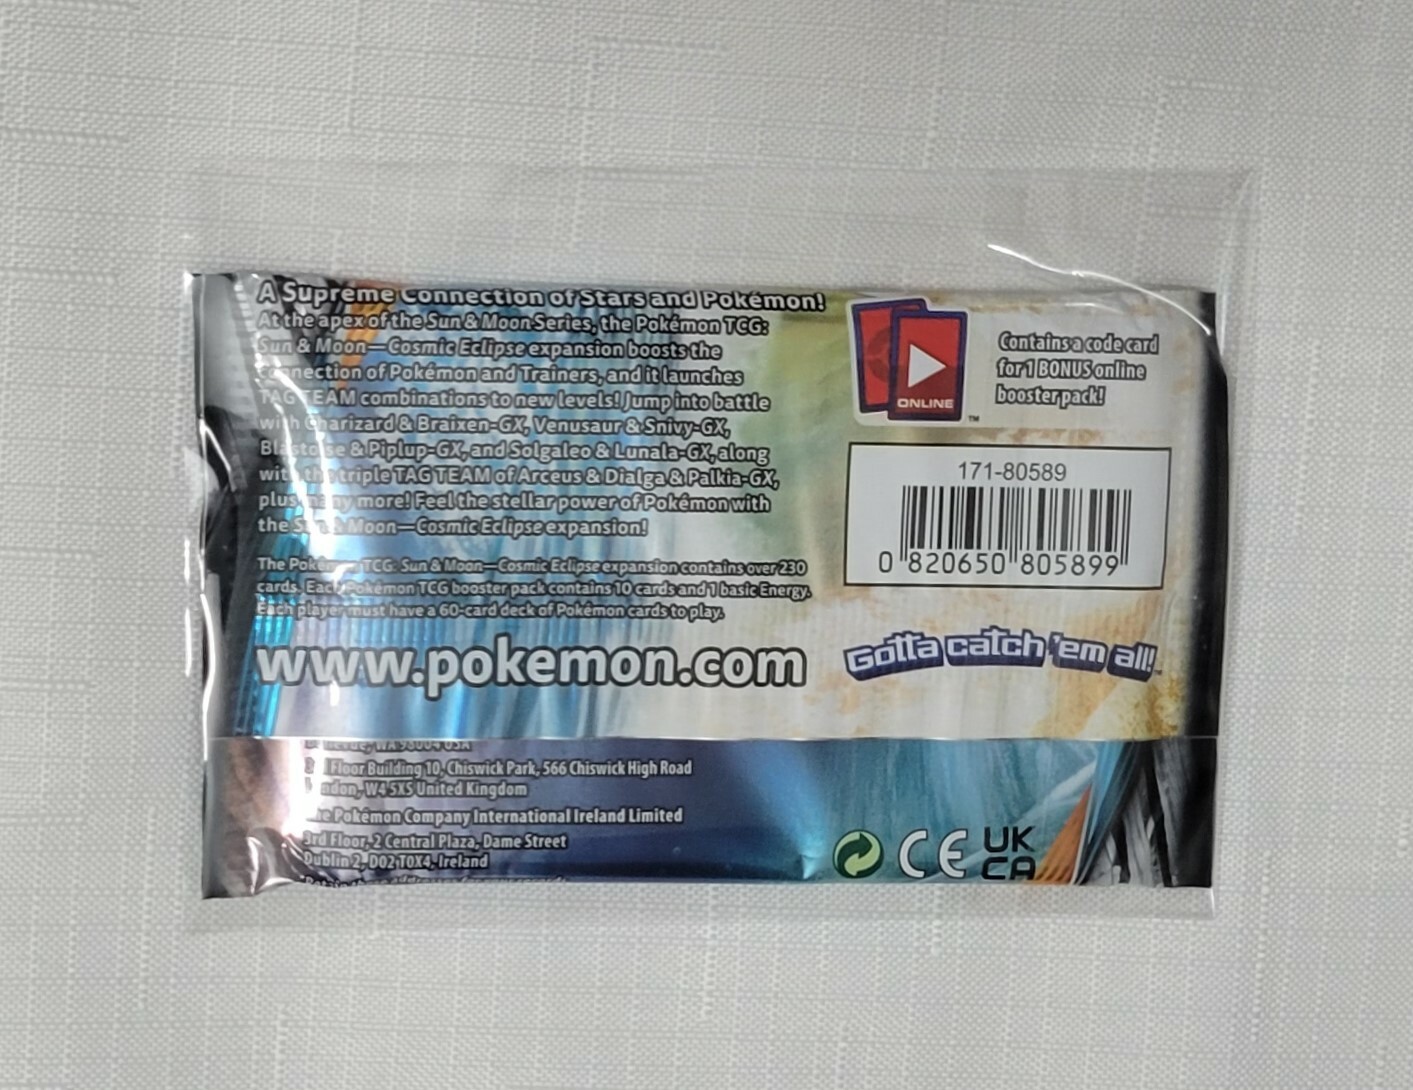 A Supreme Connection of Stars and Pokémon!
At the apex of the Sun & Moon Series, the Pokémon TCG:
Sun & Moon—Cosmic Eclipse expansion boosts the
connection of Pokémon and Trainers, and it launches
TAG TEAM combinations to new levels! Jump into battle
with Charizard & Braixen-GX, Venusaur & Snivy-GX,
Blastoise & Piplup-GX, and Solgaleo & Lunala-GX, along
with the triple TAG TEAM of Arceus & Dialga & Palkia-GX,
plus many more! Feel the stellar power of Pokémon with
the Sun & Moon—Cosmic Eclipse expansion!
The Pokémon TCG: Sun & Moon—Cosmic Eclipse expansion contains over 230
cards. Each Pokémon TCG booster pack contains 10 cards and 1 basic Energy.
Each player must have a 60-card deck of Pokémon cards to play.
www.pokemon.com
ONLINE
™
Contains a code card
for 1 BONUS online
booster pack!
171-80589
0 820650 805899
Gotta catch 'em all!™
WA 98004 USA
3rd Floor Building 10, Chiswick Park, 566 Chiswick High Road
London, W4 5XS United Kingdom
The Pokémon Company International Ireland Limited
3rd Floor, 2 Central Plaza, Dame Street
Dublin 2, D02 T0X4, Ireland
CE
UK
CA